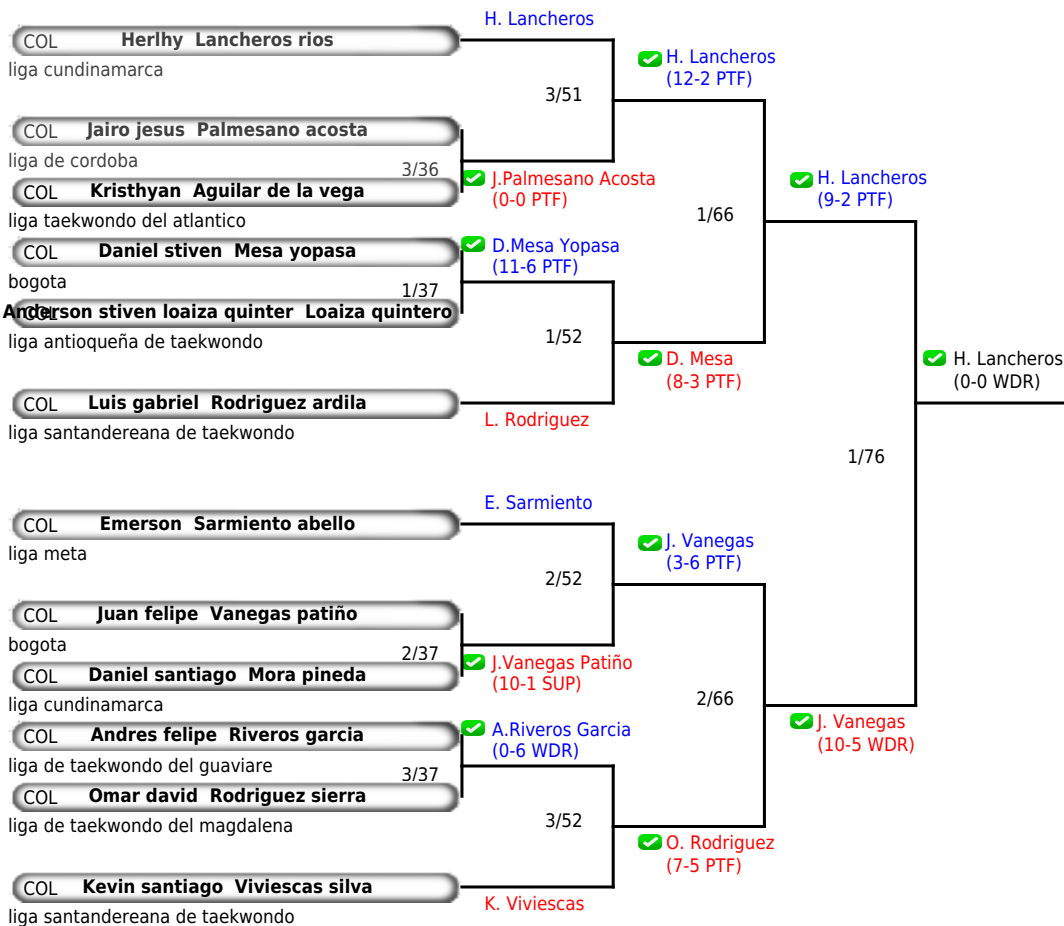 H. Lancheros
COL Herlhy Lancheros rios
liga cundinamarca
H. Lancheros
(12-2 PTF)
3/51
COL Jairo jesus Palmesano acosta
liga de cordoba
3/36
J.Palmesano Acosta
(0-0 PTF)
COL Kristhyan Aguilar de la vega
liga taekwondo del atlantico
H. Lancheros
(9-2 PTF)
1/66
COL Daniel stiven Mesa yopasa
bogota
D.Mesa Yopasa
(11-6 PTF)
1/37
COL Anderson stiven loaiza quinter Loaiza quintero
liga antioqueña de taekwondo
1/52
D. Mesa
(8-3 PTF)
H. Lancheros
(0-0 WDR)
COL Luis gabriel Rodriguez ardila
liga santandereana de taekwondo
L. Rodriguez
1/76
E. Sarmiento
COL Emerson Sarmiento abello
liga meta
J. Vanegas
(3-6 PTF)
2/52
COL Juan felipe Vanegas patiño
bogota
2/37
J.Vanegas Patiño
(10-1 SUP)
COL Daniel santiago Mora pineda
liga cundinamarca
2/66
J. Vanegas
(10-5 WDR)
COL Andres felipe Riveros garcia
liga de taekwondo del guaviare
A.Riveros Garcia
(0-6 WDR)
3/37
COL Omar david Rodriguez sierra
liga de taekwondo del magdalena
3/52
O. Rodriguez
(7-5 PTF)
COL Kevin santiago Viviescas silva
liga santandereana de taekwondo
K. Viviescas